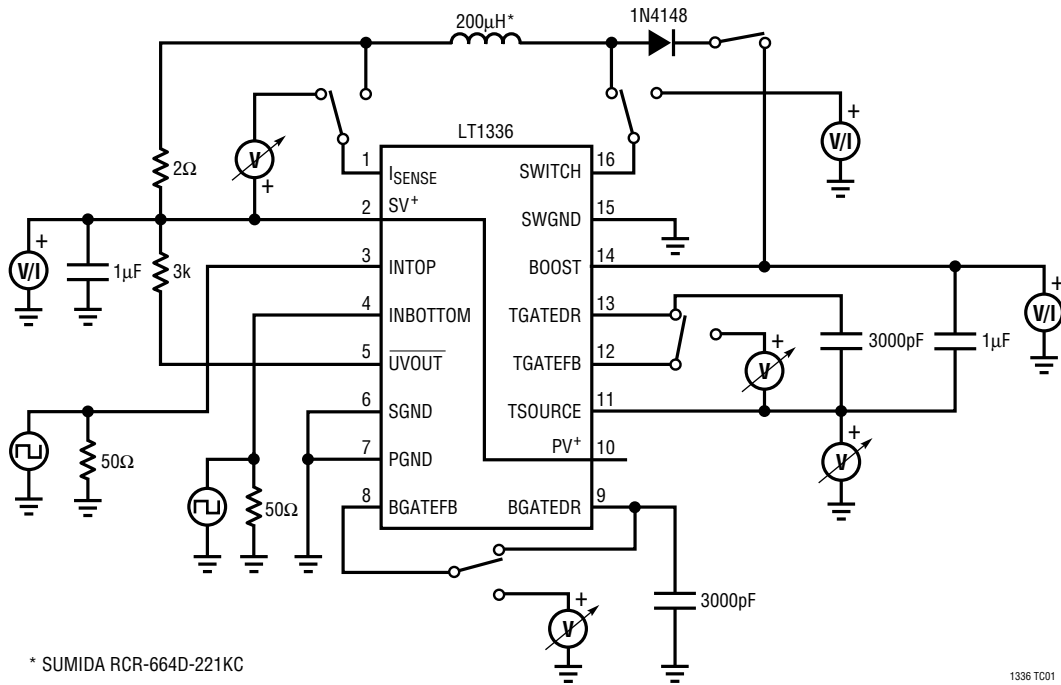 200µH*
1N4148
LT1336
2Ω
V
+
1
ISENSE
SWITCH
16
+
V/I
2
SV+
SWGND
15
+
V/I
1µF
3k
3
INTOP
BOOST
14
+
V/I
4
INBOTTOM
TGATEDR
13
3000pF
1µF
5
UVOUT
TGATEFB
12
+
V
6
SGND
TSOURCE
11
50Ω
7
PGND
PV+
10
+
V
50Ω
8
BGATEFB
BGATEDR
9
+
V
3000pF
* SUMIDA RCR-664D-221KC
1336 TC01